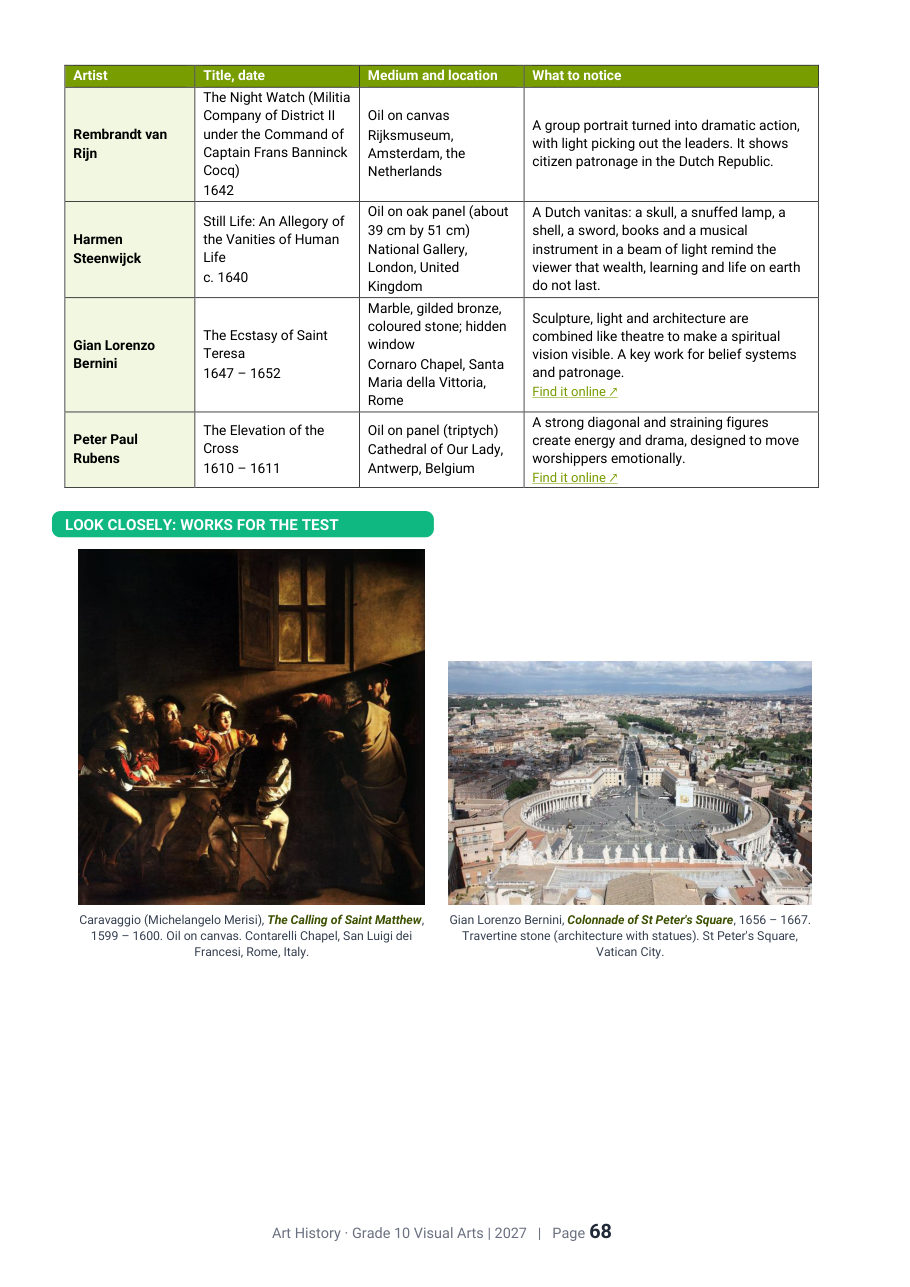 Artist Title, date Medium and location What to notice
Rembrandt van
Rijn
The Night Watch (Militia
Company of District II
under the Command of
Captain Frans Banninck
Cocq)
1642
Oil on canvas
Rijksmuseum,
Amsterdam, the
Netherlands
A group portrait turned into dramatic action,
with light picking out the leaders. It shows
citizen patronage in the Dutch Republic.
Harmen
Steenwijck
Still Life: An Allegory of
the Vanities of Human
Life
c. 1640
Oil on oak panel (about
39 cm by 51 cm)
National Gallery,
London, United
Kingdom
A Dutch vanitas: a skull, a snuffed lamp, a
shell, a sword, books and a musical
instrument in a beam of light remind the
viewer that wealth, learning and life on earth
do not last.
Gian Lorenzo
Bernini
The Ecstasy of Saint
Teresa
1647 – 1652
Marble, gilded bronze,
coloured stone; hidden
window
Cornaro Chapel, Santa
Maria della Vittoria,
Rome
Sculpture, light and architecture are
combined like theatre to make a spiritual
vision visible. A key work for belief systems
and patronage.
Find it online ↗
Peter Paul
Rubens
The Elevation of the
Cross
1610 – 1611
Oil on panel (triptych)
Cathedral of Our Lady,
Antwerp, Belgium
A strong diagonal and straining figures
create energy and drama, designed to move
worshippers emotionally.
Find it online ↗
LOOK CLOSELY: WORKS FOR THE TEST
Caravaggio (Michelangelo Merisi), The Calling of Saint Matthew,
1599 – 1600. Oil on canvas. Contarelli Chapel, San Luigi dei
Francesi, Rome, Italy.
Gian Lorenzo Bernini, Colonnade of St Peter's Square, 1656 – 1667.
Travertine stone (architecture with statues). St Peter's Square,
Vatican City.
Art History · Grade 10 Visual Arts | 2027 | Page 68